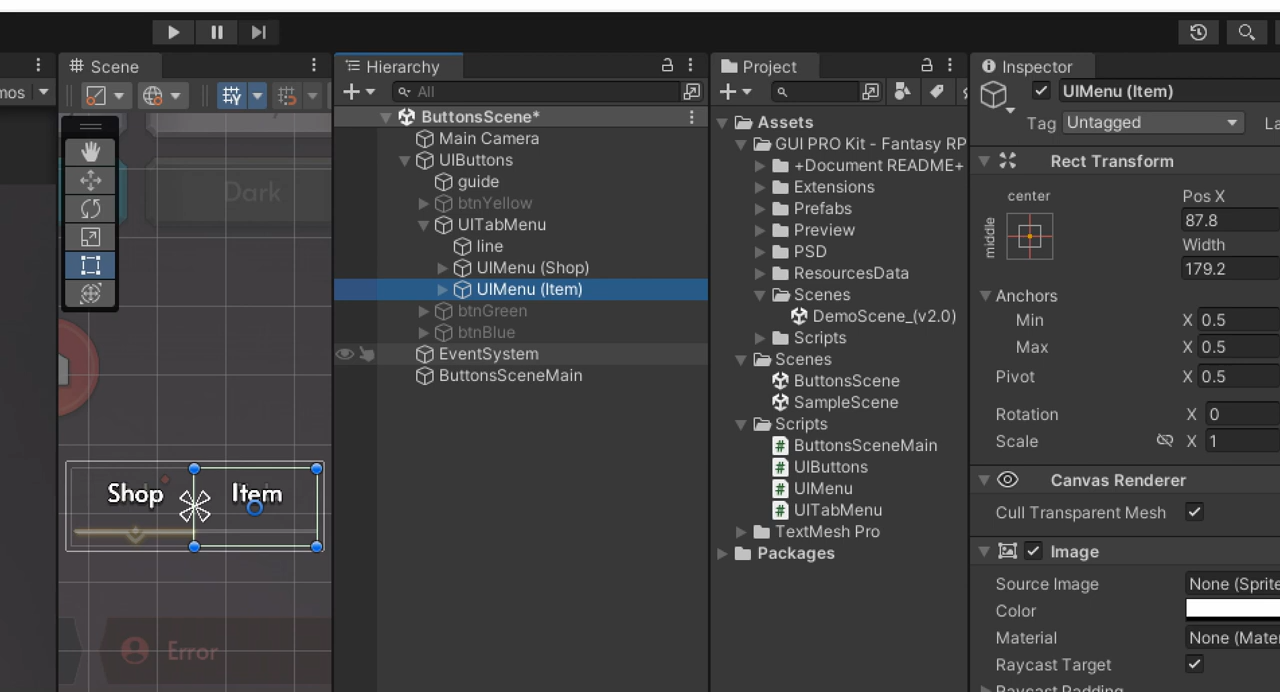 mos
Scene
Dark
Shop
Item
Error
Hierarchy
All
ButtonsScene*
Main Camera
UIButtons
guide
btnYellow
UITabMenu
line
UIMenu (Shop)
UIMenu (Item)
btnGreen
btnBlue
EventSystem
ButtonsSceneMain
Project
Assets
GUI PRO Kit - Fantasy RP
+Document README+
Extensions
Prefabs
Preview
PSD
ResourcesData
Scenes
DemoScene_(v2.0)
Scripts
Scenes
ButtonsScene
SampleScene
Scripts
ButtonsSceneMain
UIButtons
UIMenu
UITabMenu
TextMesh Pro
Packages
Inspector
UIMenu (Item)
Tag Untagged La
Rect Transform
center
middle
Pos X
87.8
Width
179.2
Anchors
Min X 0.5
Max X 0.5
Pivot X 0.5
Rotation X 0
Scale X 1
Canvas Renderer
Cull Transparent Mesh
Image
Source Image None (Sprite
Color
Material None (Mater
Raycast Target
Raycast Padding